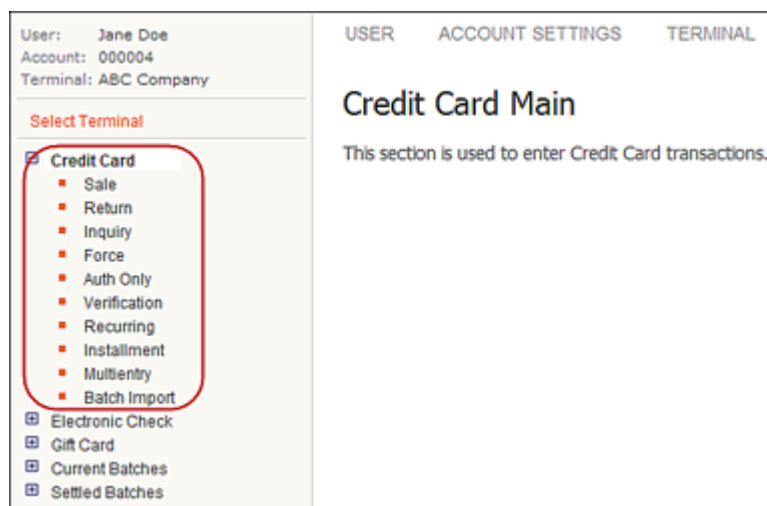 User: Jane Doe
Account: 000004
Terminal: ABC Company
Select Terminal
Credit Card
Sale
Return
Inquiry
Force
Auth Only
Verification
Recurring
Installment
Multientry
Batch Import
Electronic Check
Gift Card
Current Batches
Settled Batches
USER ACCOUNT SETTINGS TERMINAL
Credit Card Main
This section is used to enter Credit Card transactions.